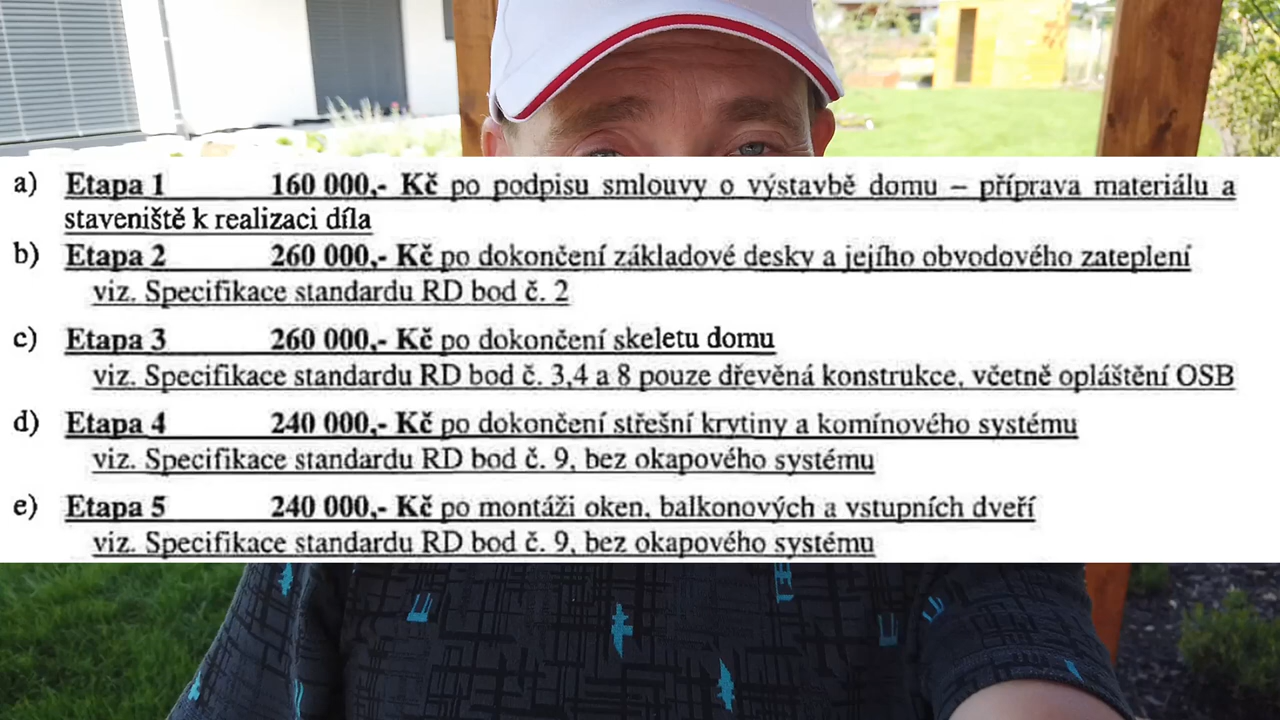 a) Etapa 1 160 000,- Kč po podpisu smlouvy o výstavbě domu – příprava materiálu a
staveniště k realizaci díla
b) Etapa 2 260 000,- Kč po dokončení základové desky a jejího obvodového zateplení
viz. Specifikace standardu RD bod č. 2
c) Etapa 3 260 000,- Kč po dokončení skeletu domu
viz. Specifikace standardu RD bod č. 3,4 a 8 pouze dřevěná konstrukce, včetně opláštění OSB
d) Etapa 4 240 000,- Kč po dokončení střešní krytiny a komínového systému
viz. Specifikace standardu RD bod č. 9, bez okapového systému
e) Etapa 5 240 000,- Kč po montáži oken, balkonových a vstupních dveří
viz. Specifikace standardu RD bod č. 9, bez okapového systému